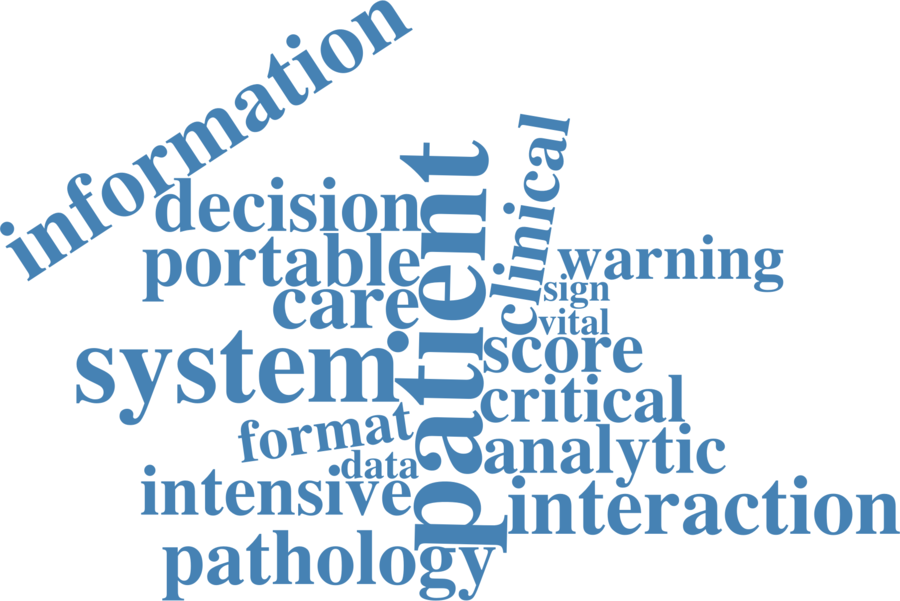 information
clinical
patient
decision
portable
warning
sign
care
vital
score
system
critical
format
analytic
data
intensive
interaction
pathology